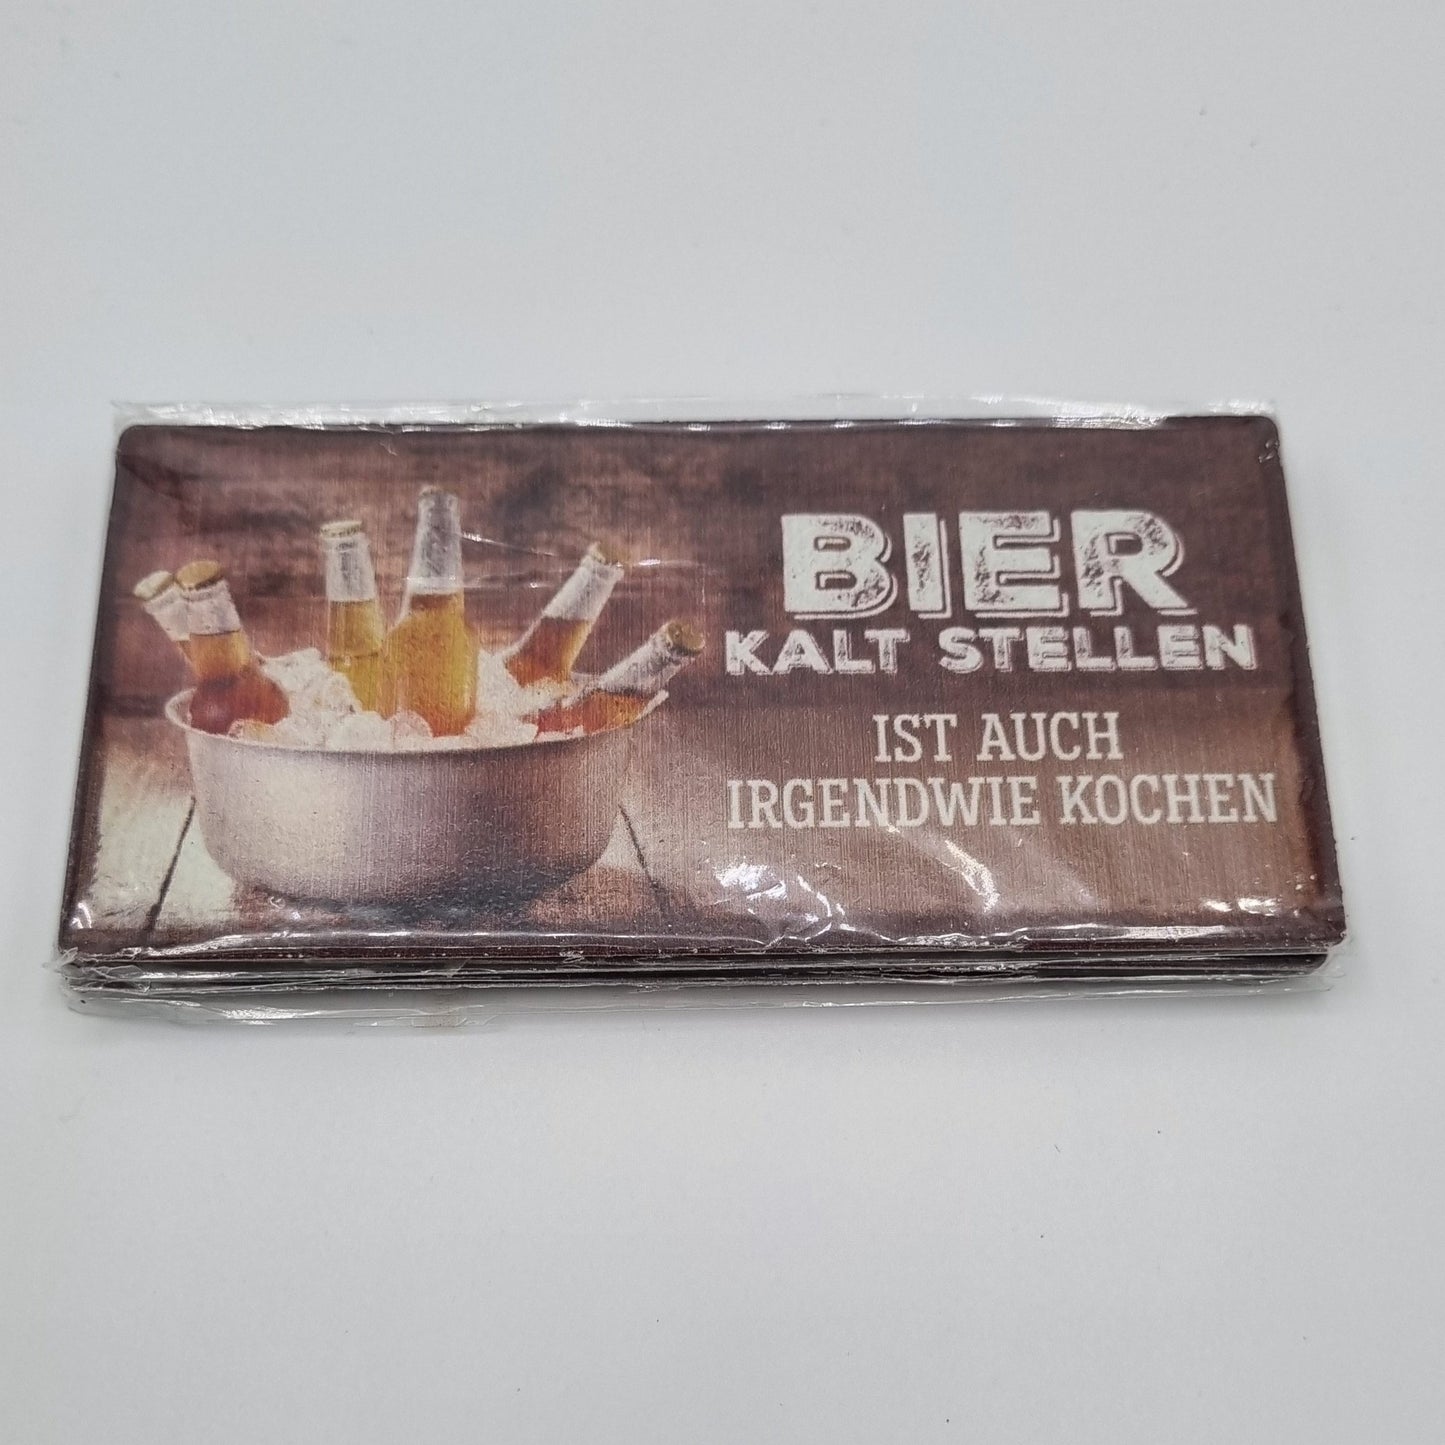 BIER
KALT STELLEN
IST AUCH
IRGENDWIE KOCHEN